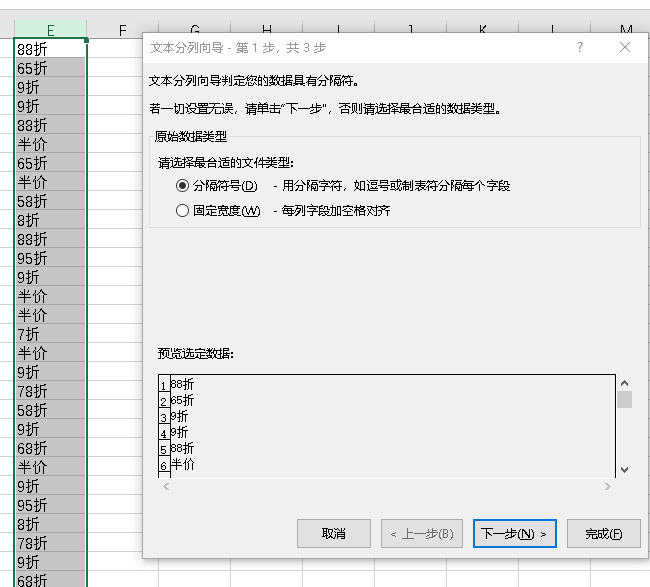 E F G H I J K L M
88折
65折
9折
9折
88折
半价
65折
半价
58折
8折
88折
95折
9折
半价
半价
7折
半价
9折
78折
58折
9折
68折
半价
9折
95折
8折
78折
9折
68折
文本分列向导 - 第 1 步，共 3 步 ? ×
文本分列向导判定您的数据具有分隔符。
若一切设置无误，请单击"下一步"，否则请选择最合适的数据类型。
原始数据类型
请选择最合适的文件类型:
分隔符号(D) - 用分隔字符，如逗号或制表符分隔每个字段
固定宽度(W) - 每列字段加空格对齐
预览选定数据:
1 88折
2 65折
3 9折
4 9折
5 88折
6 半价
取消 < 上一步(B) 下一步(N) > 完成(F)